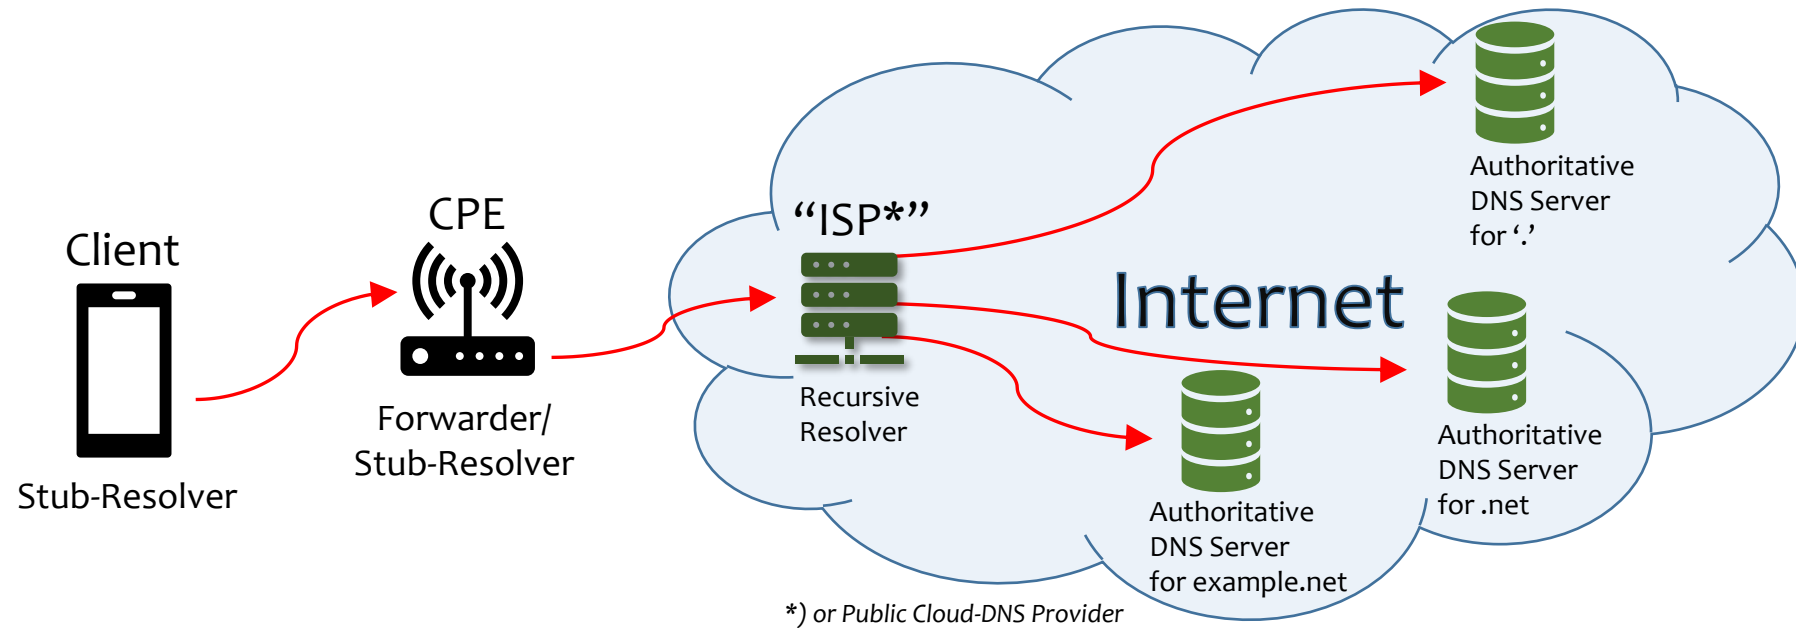 Client
Stub-Resolver
CPE
Forwarder/
Stub-Resolver
“ISP*”
Recursive
Resolver
Internet
Authoritative
DNS Server
for ‘.’
Authoritative
DNS Server
for .net
Authoritative
DNS Server
for example.net
*) or Public Cloud-DNS Provider